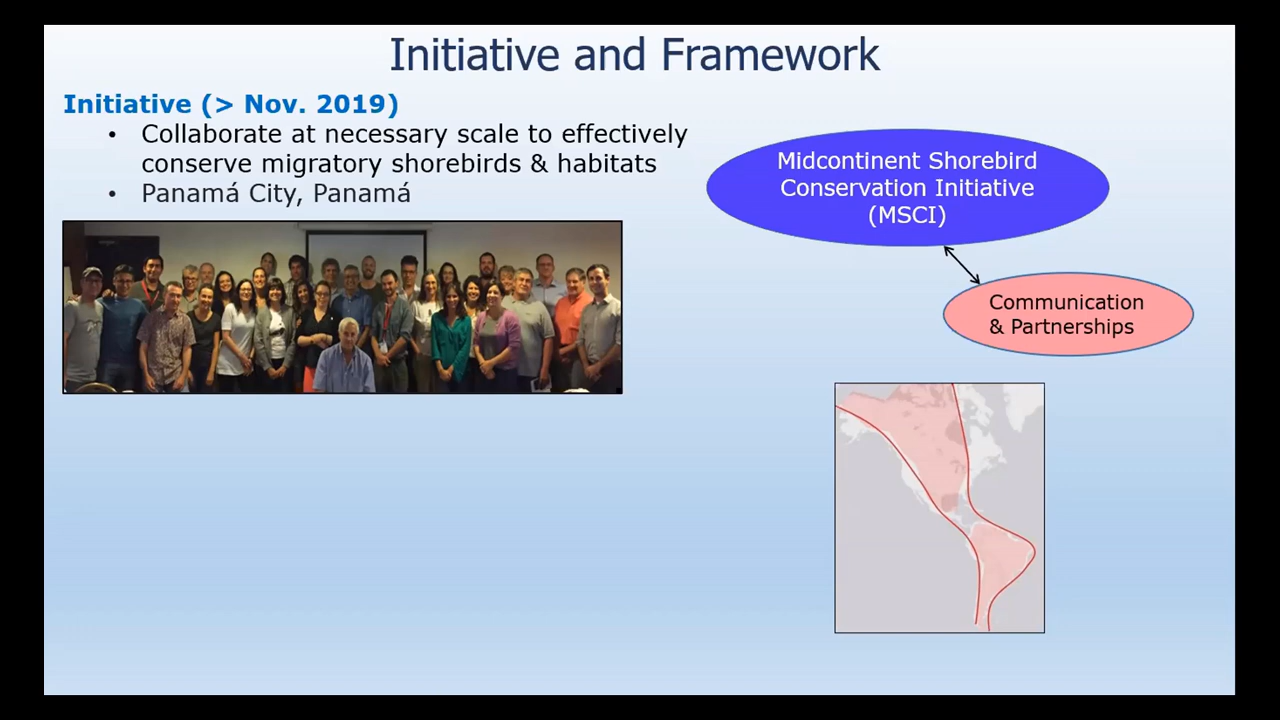 Initiative and Framework
Initiative (> Nov. 2019)
• Collaborate at necessary scale to effectively
conserve migratory shorebirds & habitats
• Panamá City, Panamá
Midcontinent Shorebird
Conservation Initiative
(MSCI)
Communication
& Partnerships